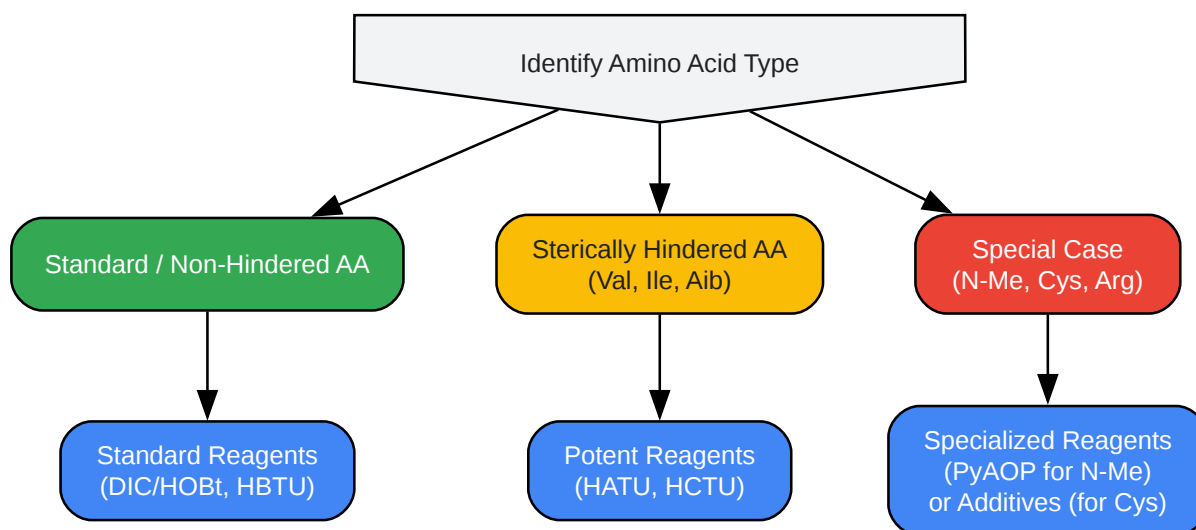 Identify Amino Acid Type
Standard / Non-Hindered AA
Sterically Hindered AA
(Val, Ile, Aib)
Special Case
(N-Me, Cys, Arg)
Standard Reagents
(DIC/HOBt, HBTU)
Potent Reagents
(HATU, HCTU)
Specialized Reagents
(PyAOP for N-Me)
or Additives (for Cys)